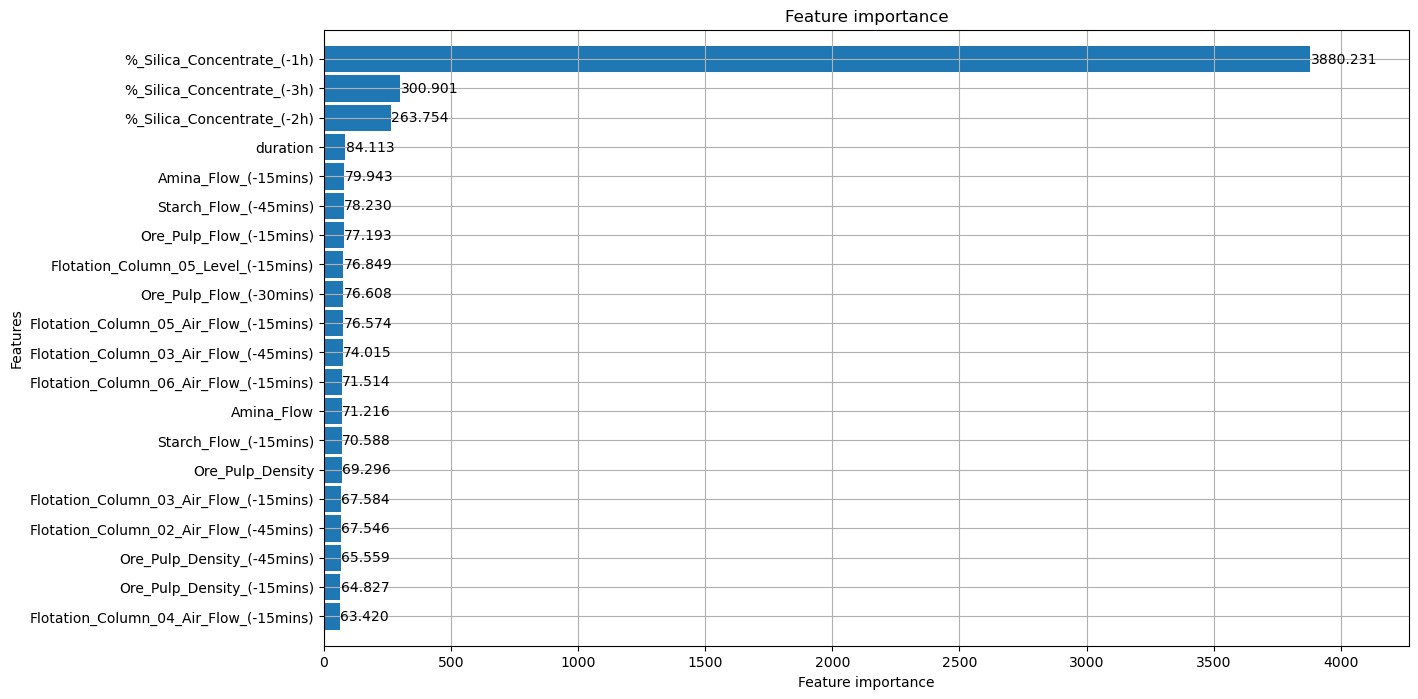 Feature importance
%_Silica_Concentrate_(-1h) 3880.231
%_Silica_Concentrate_(-3h) 300.901
%_Silica_Concentrate_(-2h) 263.754
duration 84.113
Amina_Flow_(-15mins) 79.943
Starch_Flow_(-45mins) 78.230
Ore_Pulp_Flow_(-15mins) 77.193
Flotation_Column_05_Level_(-15mins) 76.849
Ore_Pulp_Flow_(-30mins) 76.608
Flotation_Column_05_Air_Flow_(-15mins) 76.574
Flotation_Column_03_Air_Flow_(-45mins) 74.015
Flotation_Column_06_Air_Flow_(-15mins) 71.514
Amina_Flow 71.216
Starch_Flow_(-15mins) 70.588
Ore_Pulp_Density 69.296
Flotation_Column_03_Air_Flow_(-15mins) 67.584
Flotation_Column_02_Air_Flow_(-45mins) 67.546
Ore_Pulp_Density_(-45mins) 65.559
Ore_Pulp_Density_(-15mins) 64.827
Flotation_Column_04_Air_Flow_(-15mins) 63.420
Features
0 500 1000 1500 2000 2500 3000 3500 4000
Feature importance